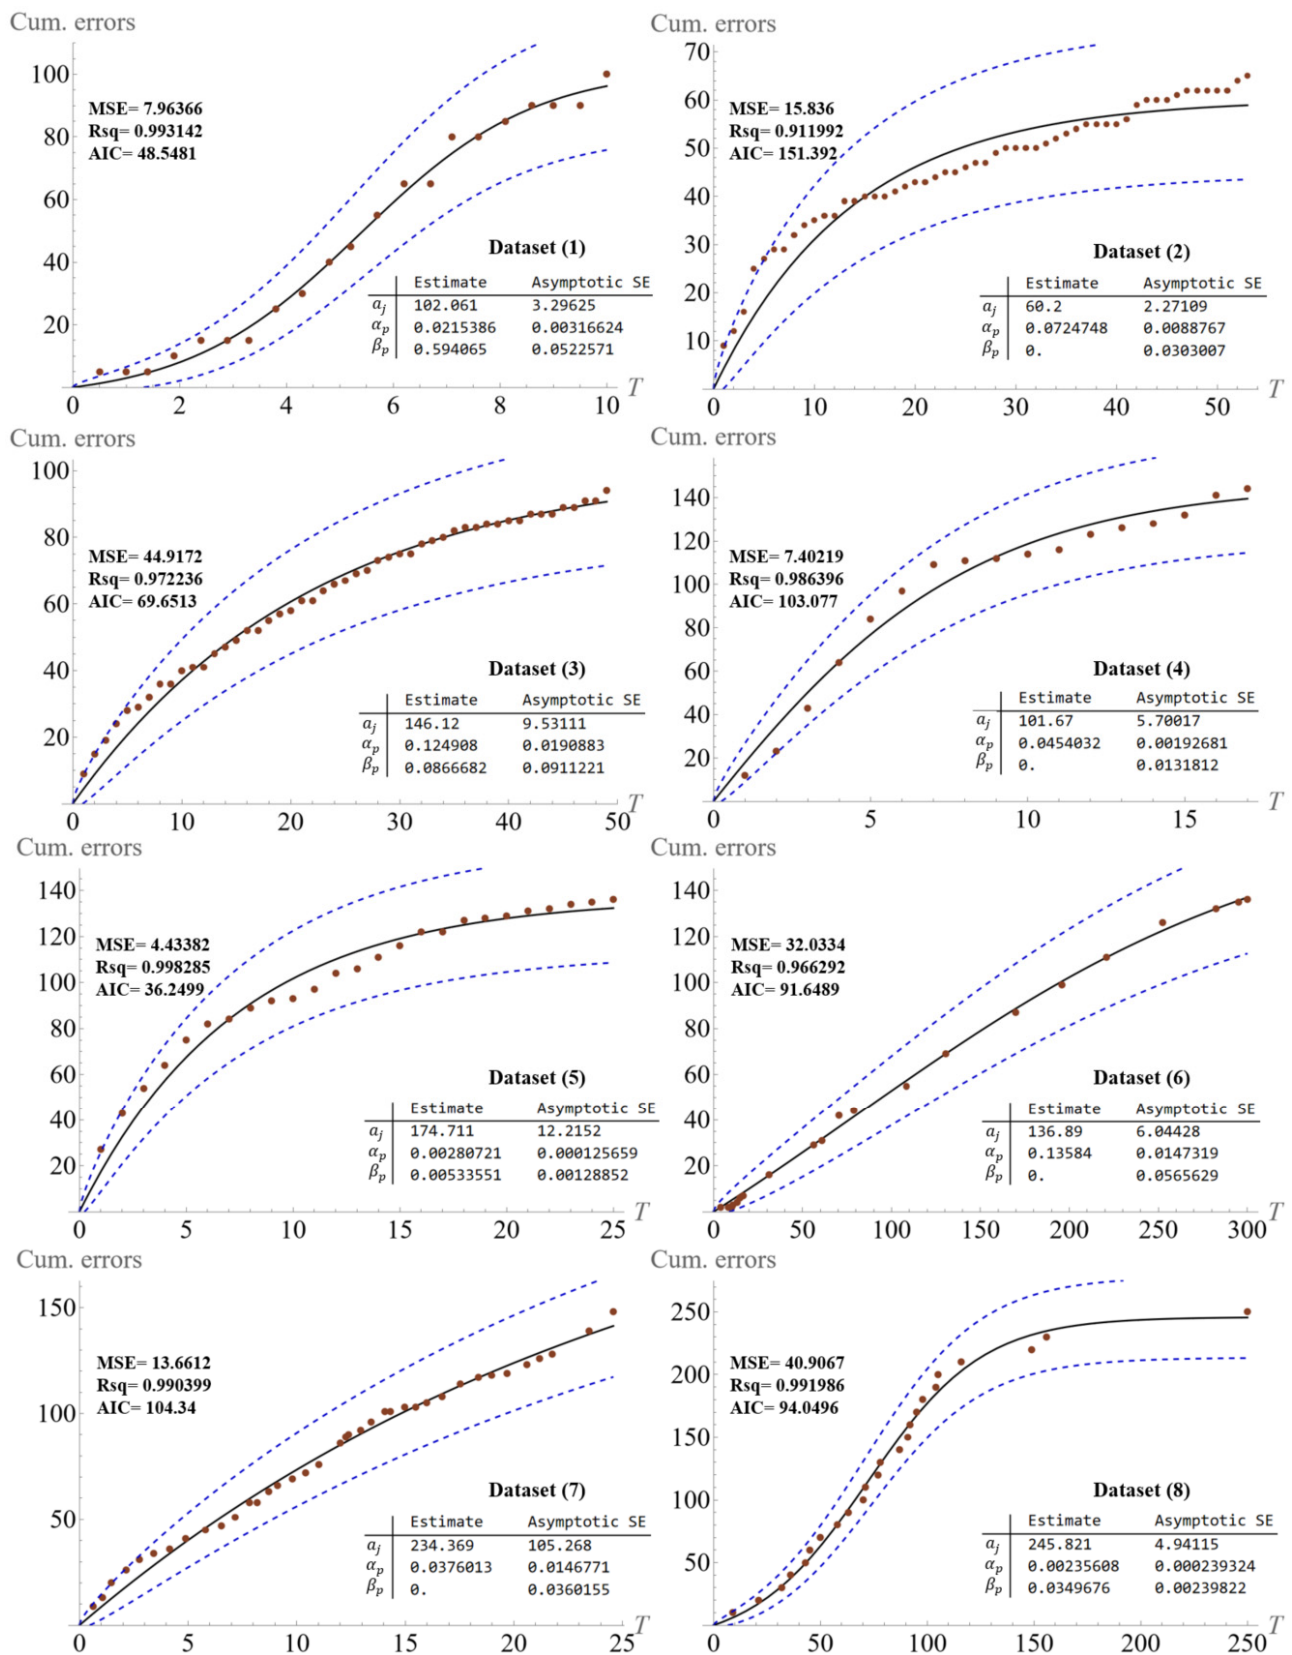 Cum. errors
100
80
60
40
20
MSE= 7.96366
Rsq= 0.993142
AIC= 48.5481
Dataset (1)
Estimate Asymptotic SE
aj 102.061 3.29625
αp 0.0215386 0.00316624
βp 0.594065 0.0522571
0 2 4 6 8 10 T
Cum. errors
70
60
50
40
30
20
10
MSE= 15.836
Rsq= 0.911992
AIC= 151.392
Dataset (2)
Estimate Asymptotic SE
aj 60.2 2.27109
αp 0.0724748 0.0088767
βp 0. 0.0303007
0 10 20 30 40 50 T
Cum. errors
100
80
60
40
20
MSE= 44.9172
Rsq= 0.972236
AIC= 69.6513
Dataset (3)
Estimate Asymptotic SE
aj 146.12 9.53111
αp 0.124908 0.0190883
βp 0.0866682 0.0911221
0 10 20 30 40 50 T
Cum. errors
140
120
100
80
60
40
20
MSE= 7.40219
Rsq= 0.986396
AIC= 103.077
Dataset (4)
Estimate Asymptotic SE
aj 101.67 5.70017
αp 0.0454032 0.00192681
βp 0. 0.0131812
0 5 10 15 T
Cum. errors
140
120
100
80
60
40
20
MSE= 4.43382
Rsq= 0.998285
AIC= 36.2499
Dataset (5)
Estimate Asymptotic SE
aj 174.711 12.2152
αp 0.00280721 0.000125659
βp 0.00533551 0.00128852
0 5 10 15 20 25 T
Cum. errors
140
120
100
80
60
40
20
MSE= 32.0334
Rsq= 0.966292
AIC= 91.6489
Dataset (6)
Estimate Asymptotic SE
aj 136.89 6.04428
αp 0.13584 0.0147319
βp 0. 0.0565629
0 50 100 150 200 250 300 T
Cum. errors
150
100
50
MSE= 13.6612
Rsq= 0.990399
AIC= 104.34
Dataset (7)
Estimate Asymptotic SE
aj 234.369 105.268
αp 0.0376013 0.0146771
βp 0. 0.0360155
0 5 10 15 20 25 T
Cum. errors
250
200
150
100
50
MSE= 40.9067
Rsq= 0.991986
AIC= 94.0496
Dataset (8)
Estimate Asymptotic SE
aj 245.821 4.94115
αp 0.00235608 0.000239324
βp 0.0349676 0.00239822
0 50 100 150 200 250 T